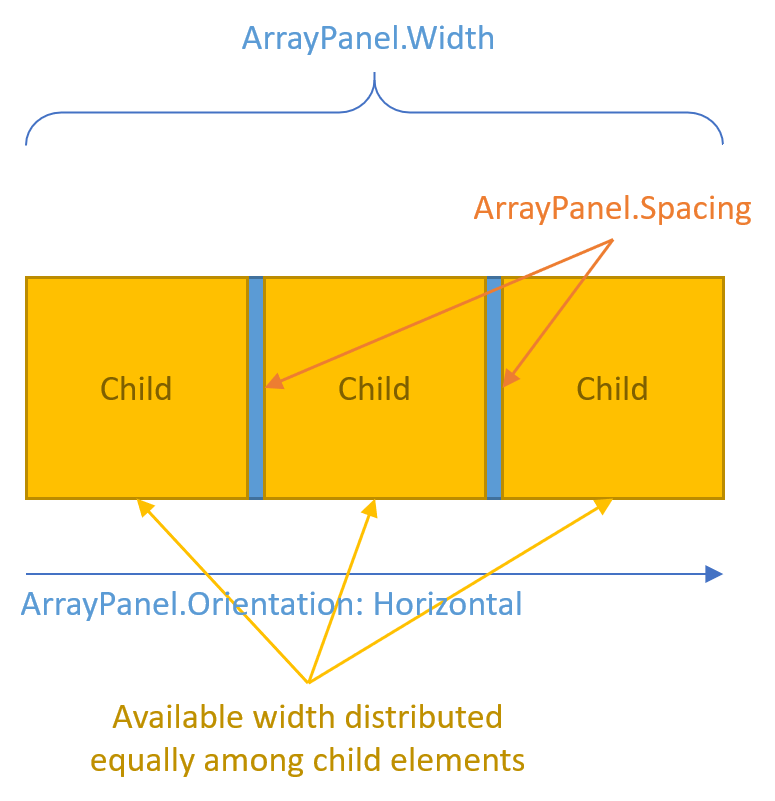 ArrayPanel.Width
ArrayPanel.Spacing
Child
Child
Child
ArrayPanel.Orientation: Horizontal
Available width distributed
equally among child elements